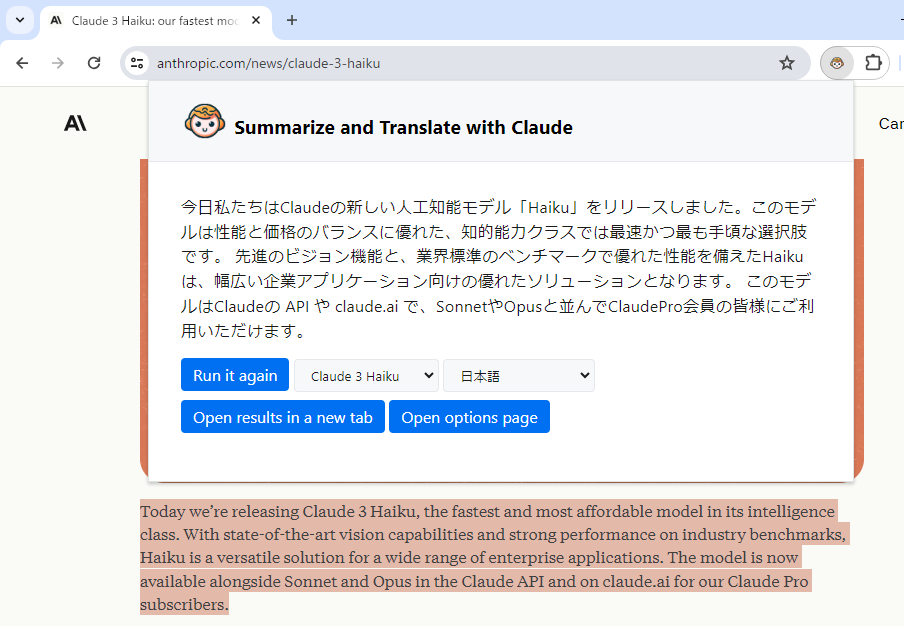 Claude 3 Haiku: our fastest mo
anthropic.com/news/claude-3-haiku
Summarize and Translate with Claude
今日私たちはClaudeの新しい人工知能モデル「Haiku」をリリースしました。このモデ
ルは性能と価格のバランスに優れた、知的能力クラスでは最速かつ最も手頃な選択肢
です。 先進のビジョン機能と、業界標準のベンチマークで優れた性能を備えたHaiku
は、幅広い企業アプリケーション向けの優れたソリューションとなります。 このモデ
ルはClaudeの API や claude.ai で、SonnetやOpusと並んでClaudePro会員の皆様にご利
用いただけます。
Run it again Claude 3 Haiku 日本語
Open results in a new tab Open options page
Today we’re releasing Claude 3 Haiku, the fastest and most affordable model in its intelligence
class. With state-of-the-art vision capabilities and strong performance on industry benchmarks,
Haiku is a versatile solution for a wide range of enterprise applications. The model is now
available alongside Sonnet and Opus in the Claude API and on claude.ai for our Claude Pro
subscribers.